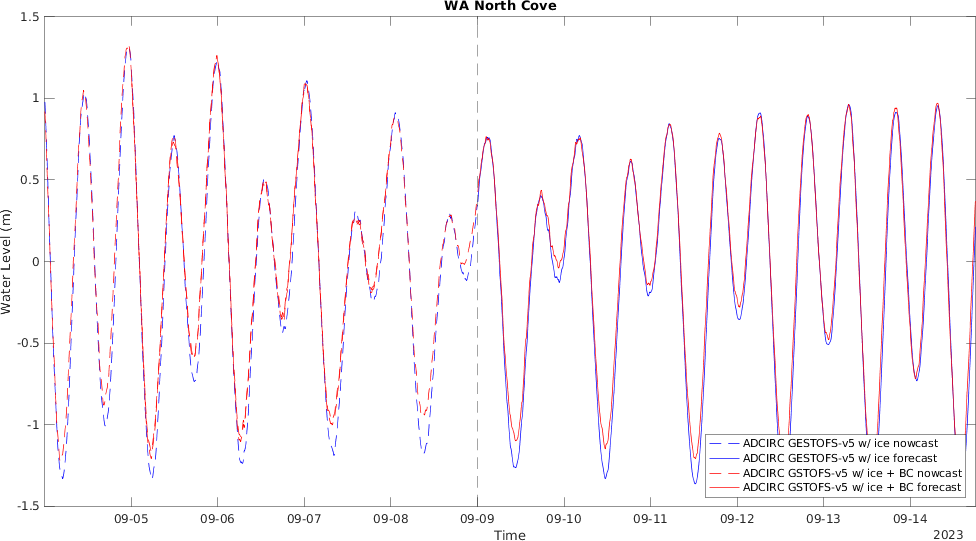 WA North Cove
1.5
1
0.5
0
-0.5
-1
-1.5
Water Level (m)
ADCIRC GESTOFS-v5 w/ ice nowcast
ADCIRC GESTOFS-v5 w/ ice forecast
ADCIRC GSTOFS-v5 w/ ice + BC nowcast
ADCIRC GSTOFS-v5 w/ ice + BC forecast
09-05 09-06 09-07 09-08 09-09 09-10 09-11 09-12 09-13 09-14
Time
2023